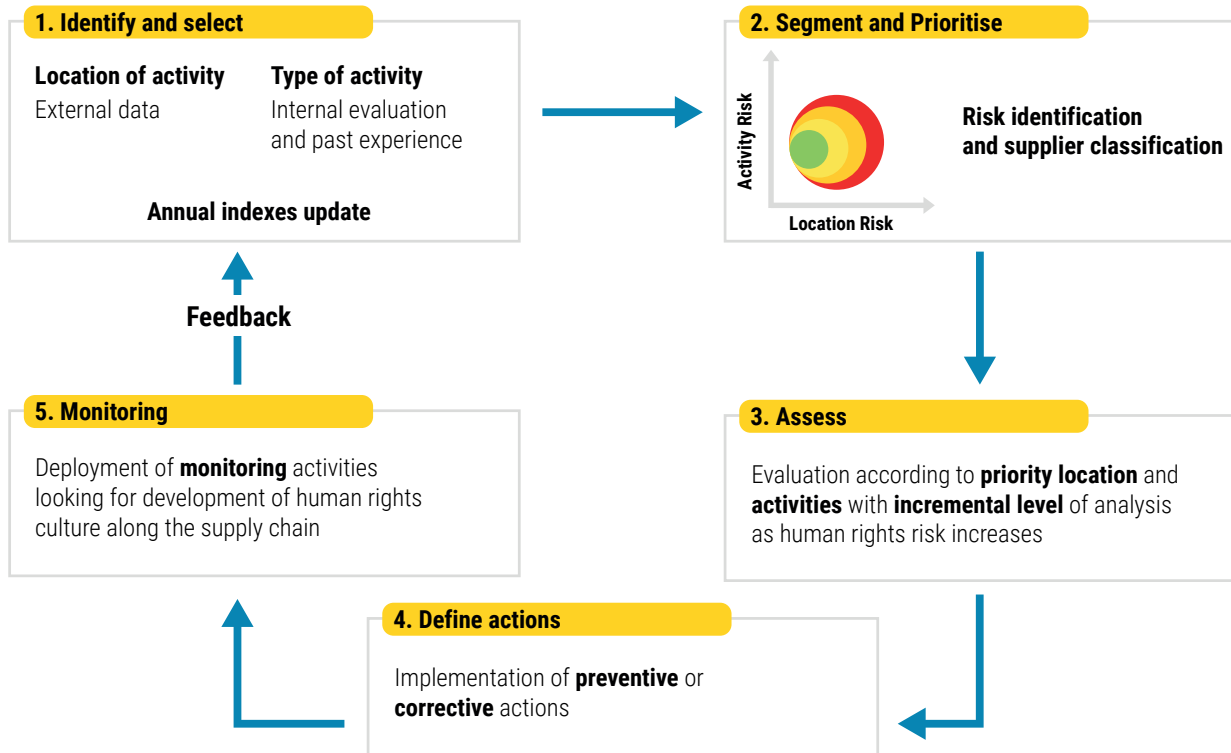 1. Identify and select
Location of activity
External data
Type of activity
Internal evaluation
and past experience
Annual indexes update
2. Segment and Prioritise
Activity Risk
Location Risk
Risk identification
and supplier classification
3. Assess
Evaluation according to priority location and
activities with incremental level of analysis
as human rights risk increases
4. Define actions
Implementation of preventive or
corrective actions
5. Monitoring
Deployment of monitoring activities
looking for development of human rights
culture along the supply chain
Feedback